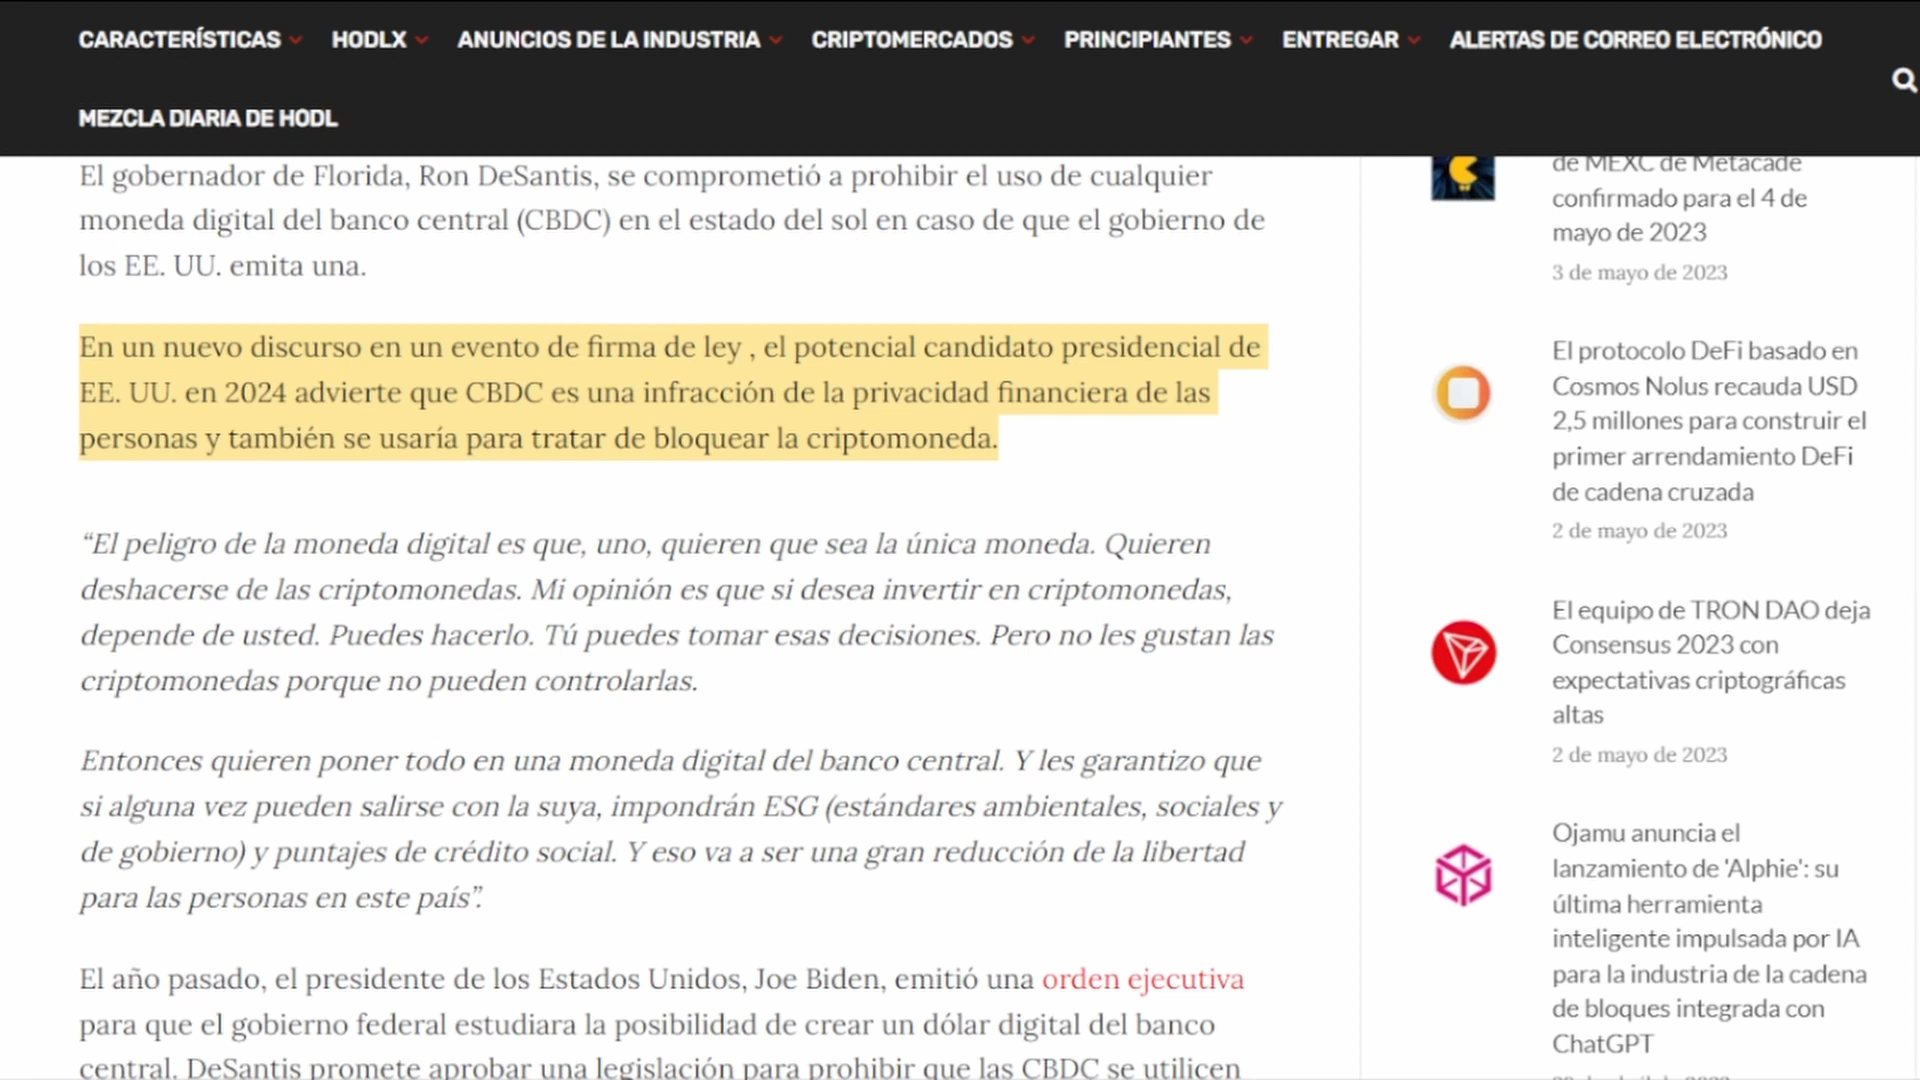 CARACTERÍSTICAS HODLX ANUNCIOS DE LA INDUSTRIA CRIPTOMERCADOS PRINCIPIANTES ENTREGAR ALERTAS DE CORREO ELECTRÓNICO
MEZCLA DIARIA DE HODL
El gobernador de Florida, Ron DeSantis, se comprometió a prohibir el uso de cualquier
moneda digital del banco central (CBDC) en el estado del sol en caso de que el gobierno de
los EE. UU. emita una.
En un nuevo discurso en un evento de firma de ley , el potencial candidato presidencial de
EE. UU. en 2024 advierte que CBDC es una infracción de la privacidad financiera de las
personas y también se usaría para tratar de bloquear la criptomoneda.
“El peligro de la moneda digital es que, uno, quieren que sea la única moneda. Quieren
deshacerse de las criptomonedas. Mi opinión es que si desea invertir en criptomonedas,
depende de usted. Puedes hacerlo. Tú puedes tomar esas decisiones. Pero no les gustan las
criptomonedas porque no pueden controlarlas.
Entonces quieren poner todo en una moneda digital del banco central. Y les garantizo que
si alguna vez pueden salirse con la suya, impondrán ESG (estándares ambientales, sociales y
de gobierno) y puntajes de crédito social. Y eso va a ser una gran reducción de la libertad
para las personas en este país”.
El año pasado, el presidente de los Estados Unidos, Joe Biden, emitió una orden ejecutiva
para que el gobierno federal estudiara la posibilidad de crear un dólar digital del banco
central. DeSantis promete aprobar una legislación para prohibir que las CBDC se utilicen
de MEXC de Metacade
confirmado para el 4 de
mayo de 2023
3 de mayo de 2023
El protocolo DeFi basado en
Cosmos Nolus recauda USD
2,5 millones para construir el
primer arrendamiento DeFi
de cadena cruzada
2 de mayo de 2023
El equipo de TRON DAO deja
Consensus 2023 con
expectativas criptográficas
altas
2 de mayo de 2023
Ojamu anuncia el
lanzamiento de 'Alphie': su
última herramienta
inteligente impulsada por IA
para la industria de la cadena
de bloques integrada con
ChatGPT